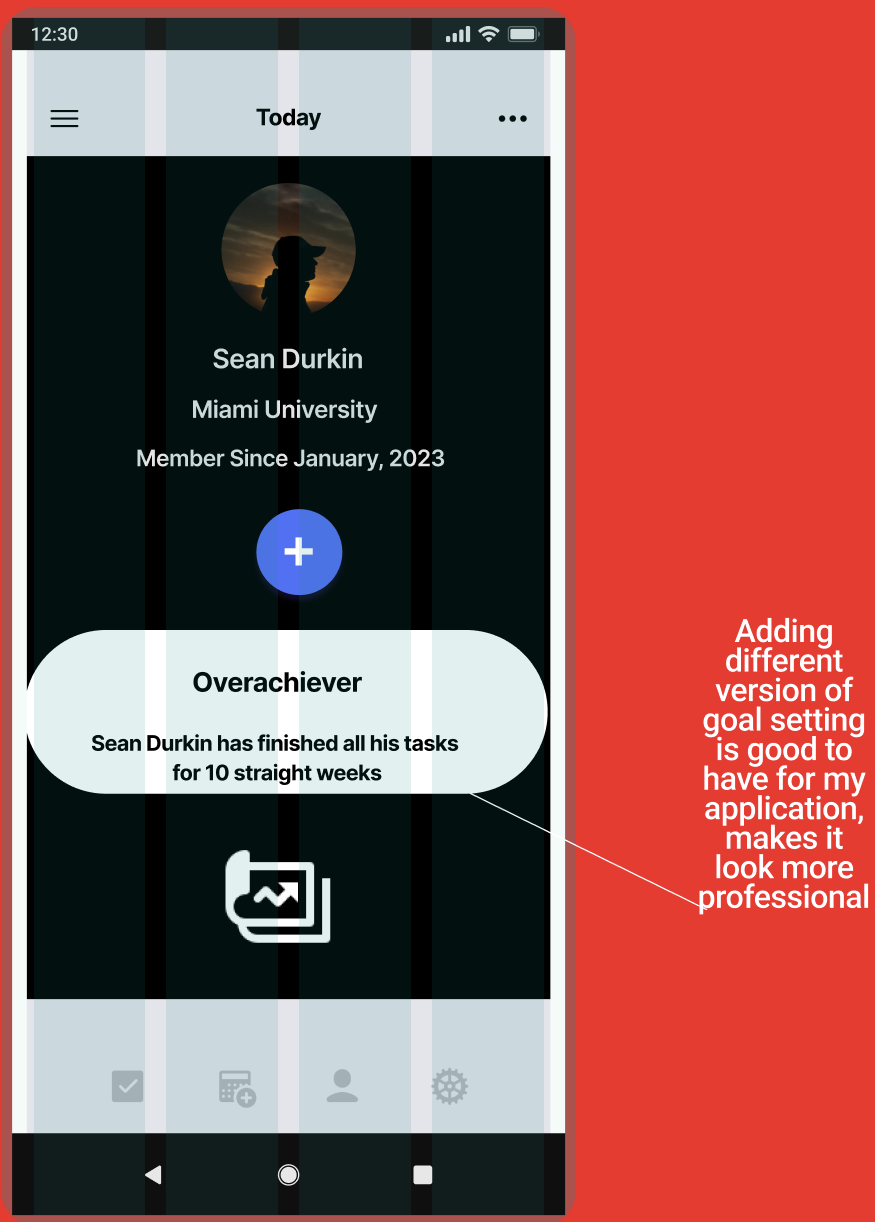 12:30
Today
Sean Durkin
Miami University
Member Since January, 2023
Overachiever
Sean Durkin has finished all his tasks
for 10 straight weeks
Adding
different
version of
goal setting
is good to
have for my
application,
makes it
look more
professional